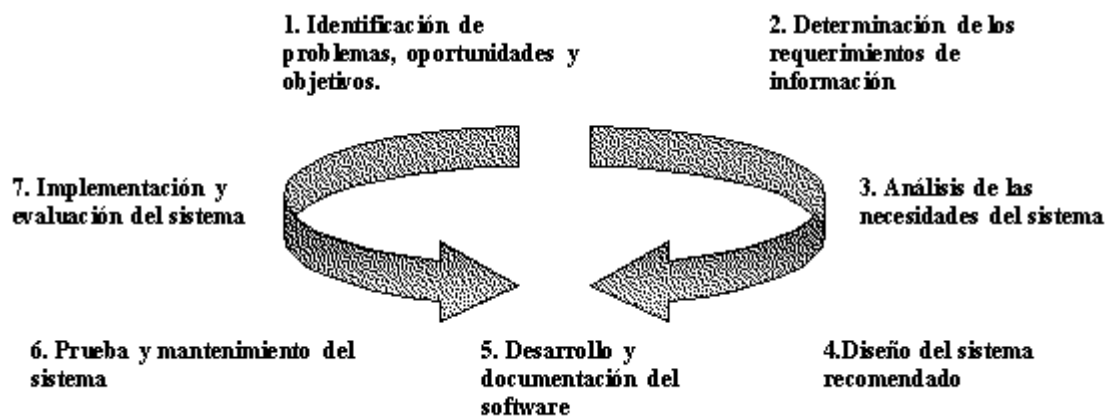 1. Identificación de
problemas, oportunidades y
objetivos.
2. Determinación de los
requerimientos de
información
3. Análisis de las
necesidades del sistema
4.Diseño del sistema
recomendado
5. Desarrollo y
documentación del
software
6. Prueba y mantenimiento del
sistema
7. Implementación y
evaluación del sistema